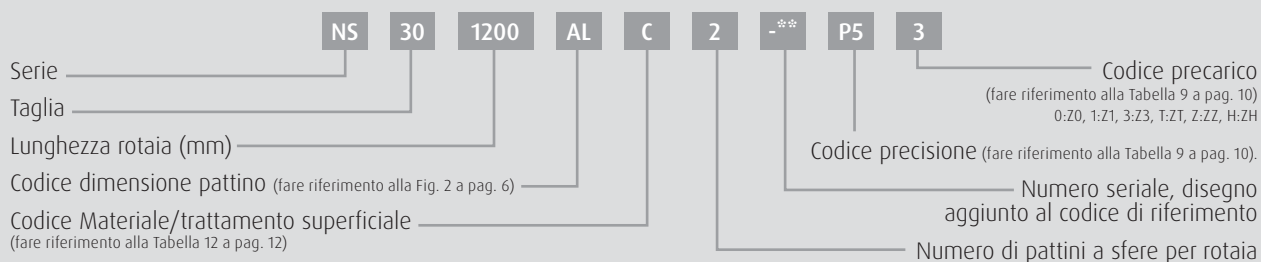 NS 30 1200 AL C 2 -** P5 3
Serie
Taglia
Lunghezza rotaia (mm)
Codice dimensione pattino (fare riferimento alla Fig. 2 a pag. 6)
Codice Materiale/trattamento superficiale
(fare riferimento alla Tabella 12 a pag. 12)
Codice precarico
(fare riferimento alla Tabella 9 a pag. 10)
0:Z0, 1:Z1, 3:Z3, T:ZT, Z:ZZ, H:ZH
Codice precisione (fare riferimento alla Tabella 9 a pag. 10).
Numero seriale, disegno
aggiunto al codice di riferimento
Numero di pattini a sfere per rotaia